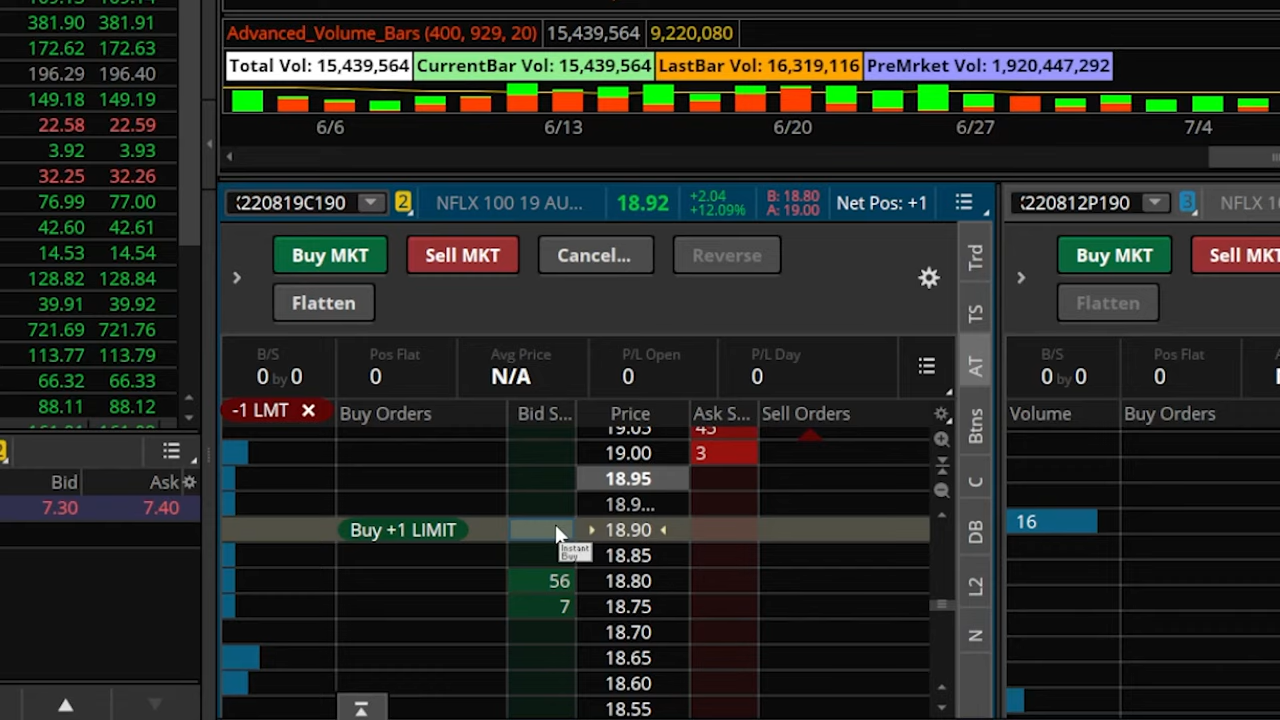 381.90 381.91
172.62 172.63
196.29 196.40
149.18 149.19
22.58 22.59
3.92 3.93
32.25 32.26
76.99 77.00
42.60 42.61
14.53 14.54
128.82 128.84
39.91 39.92
721.69 721.76
113.77 113.79
66.32 66.33
88.11 88.12
Bid Ask
7.30 7.40
Advanced_Volume_Bars (400, 929, 20) 15,439,564 9,220,080
Total Vol: 15,439,564 CurrentBar Vol: 15,439,564 LastBar Vol: 16,319,116 PreMrket Vol: 1,920,447,292
6/6 6/13 6/20 6/27 7/4
220819C190 2 NFLX 100 19 AU... 18.92 +2.04 +12.09% B: 18.80 A: 19.00 Net Pos: +1
Buy MKT Sell MKT Cancel... Reverse
Flatten
B/S Pos Flat Avg Price P/L Open P/L Day
0 by 0 0 N/A 0 0
-1 LMT Buy Orders Bid S... Price Ask S... Sell Orders
19.05 45
19.00 3
18.95
18.9...
Buy +1 LIMIT 18.90
Instant
Buy
18.85
56 18.80
7 18.75
18.70
18.65
18.60
18.55
Trd
TS
AT
Btns
C
DB
L2
N
220812P190 3 NFLX 1
Buy MKT Sell MKT
Flatten
B/S Pos Flat
0 by 0 0
Volume Buy Orders
16